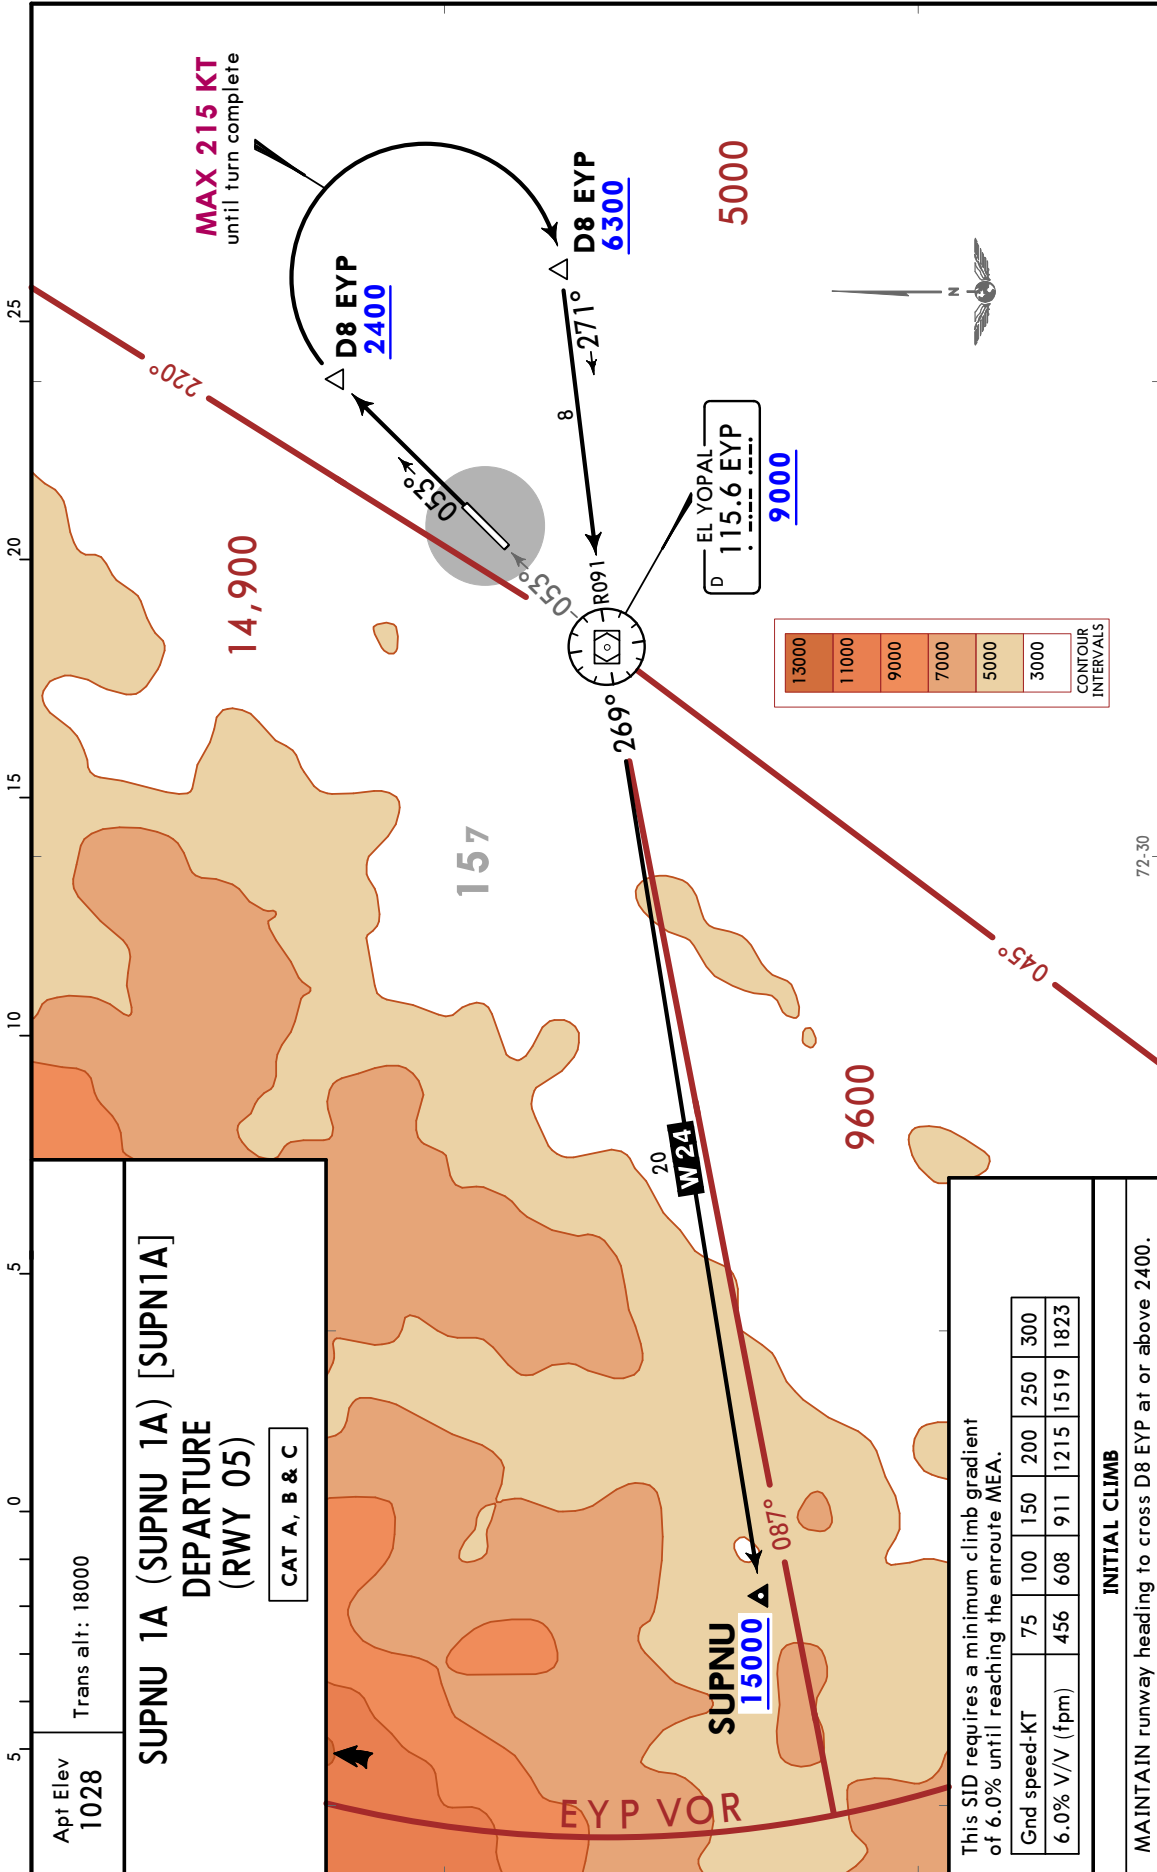 Apt Elev
1028
Trans alt: 18000
SUPNU 1A (SUPNU 1A) [SUPN1A]
DEPARTURE
(RWY 05)
CAT A, B & C
5
0
5
10
15
20
25
MAX 215 KT
until turn complete
D8 EYP
2400
D8 EYP
6300
5000
220°
053°
053°
14,900
271°
8
R091
EL YOPAL
D
115.6 EYP
9000
N
269°
157
20
W 24
9600
045°
087°
SUPNU
15000
EYP VOR
13000
11000
9000
7000
5000
3000
CONTOUR
INTERVALS
72-30
This SID requires a minimum climb gradient
of 6.0% until reaching the enroute MEA.
Gnd speed-KT 75 100 150 200 250 300
6.0% V/V (fpm) 456 608 911 1215 1519 1823
INITIAL CLIMB
MAINTAIN runway heading to cross D8 EYP at or above 2400.